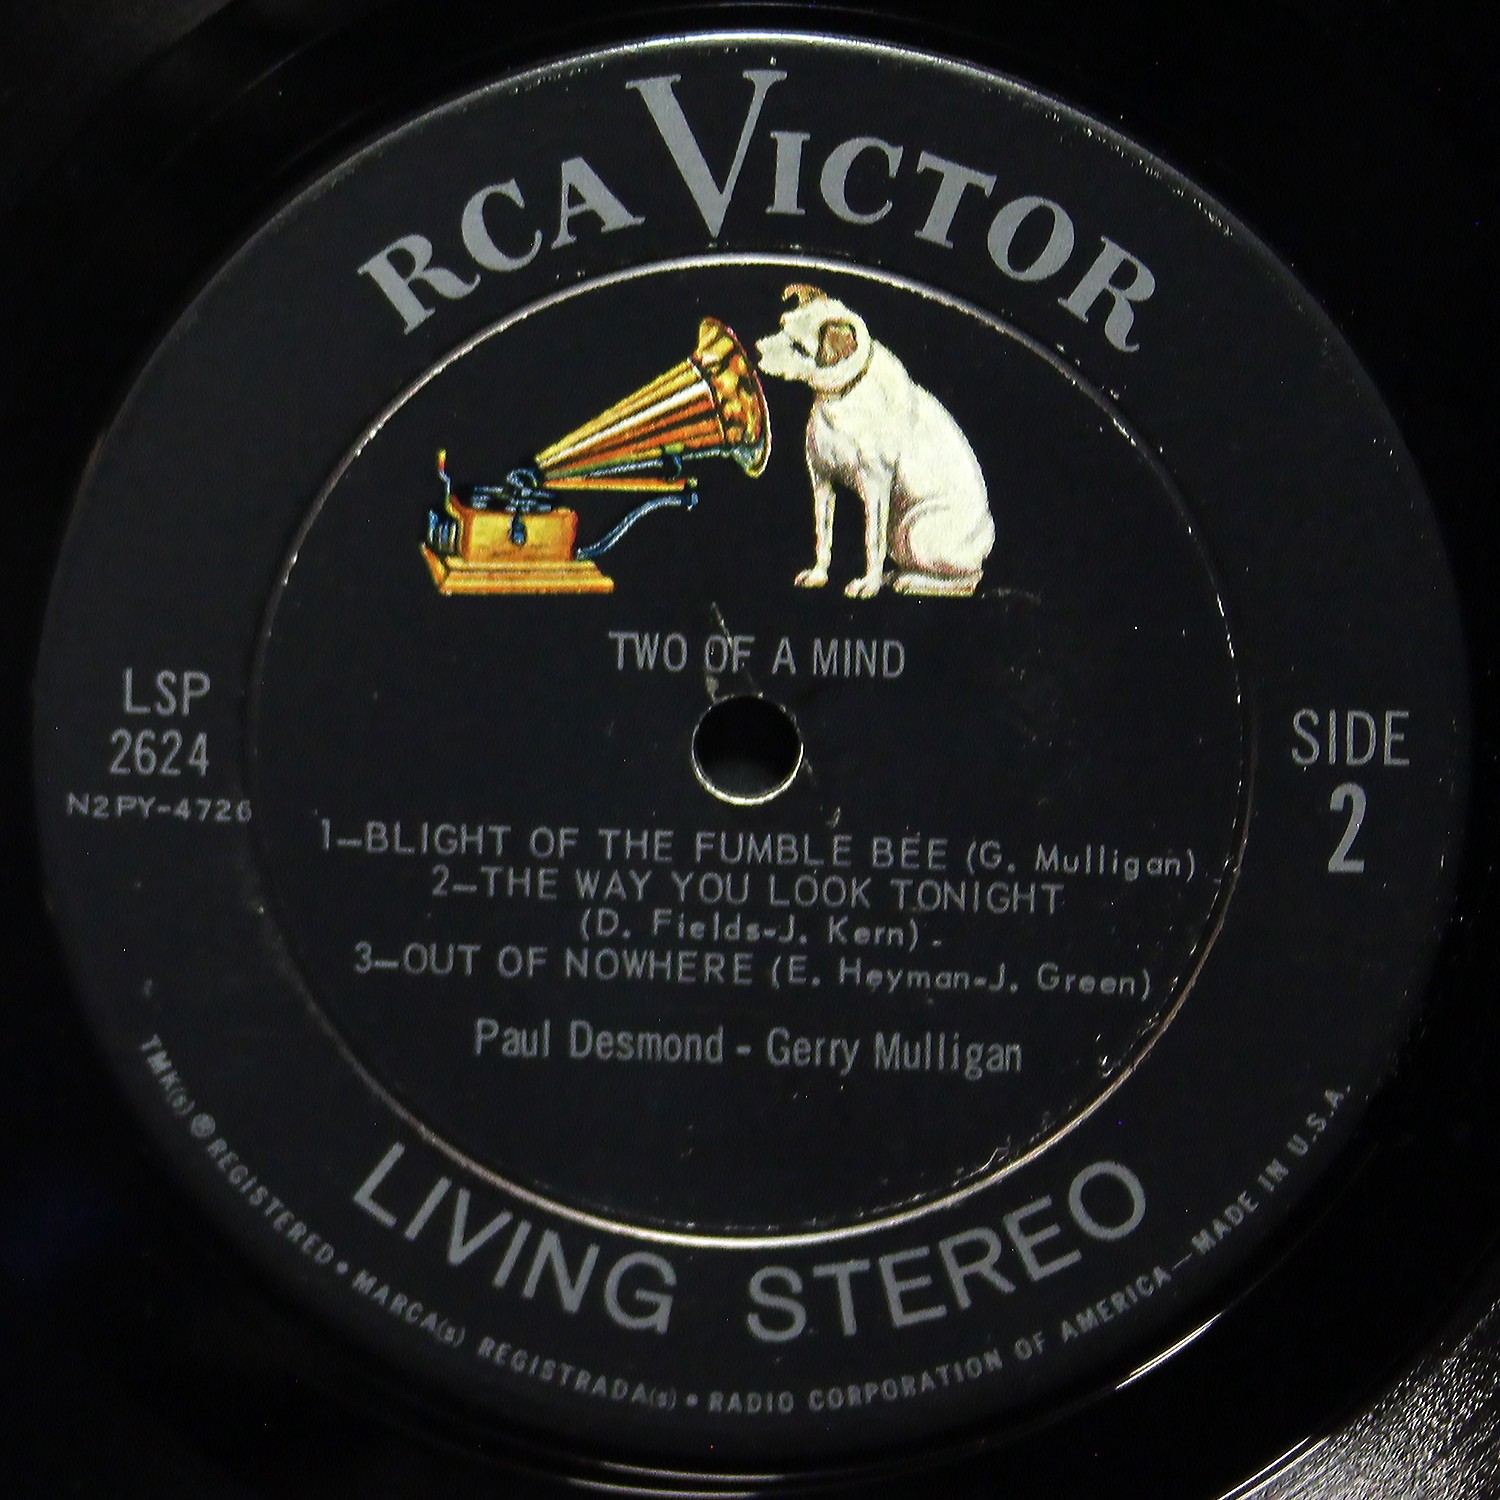 RCA VICTOR
TWO OF A MIND
LSP
2624
N2PY-4726
SIDE
2
1—BLIGHT OF THE FUMBLE BEE (G. Mulligan)
2—THE WAY YOU LOOK TONIGHT
(D. Fields-J. Kern)
3—OUT OF NOWHERE (E. Heyman-J. Green)
Paul Desmond - Gerry Mulligan
LIVING STEREO
TMK(s) ® REGISTERED • MARCA(s) REGISTRADA(s) • RADIO CORPORATION OF AMERICA—MADE IN U.S.A.